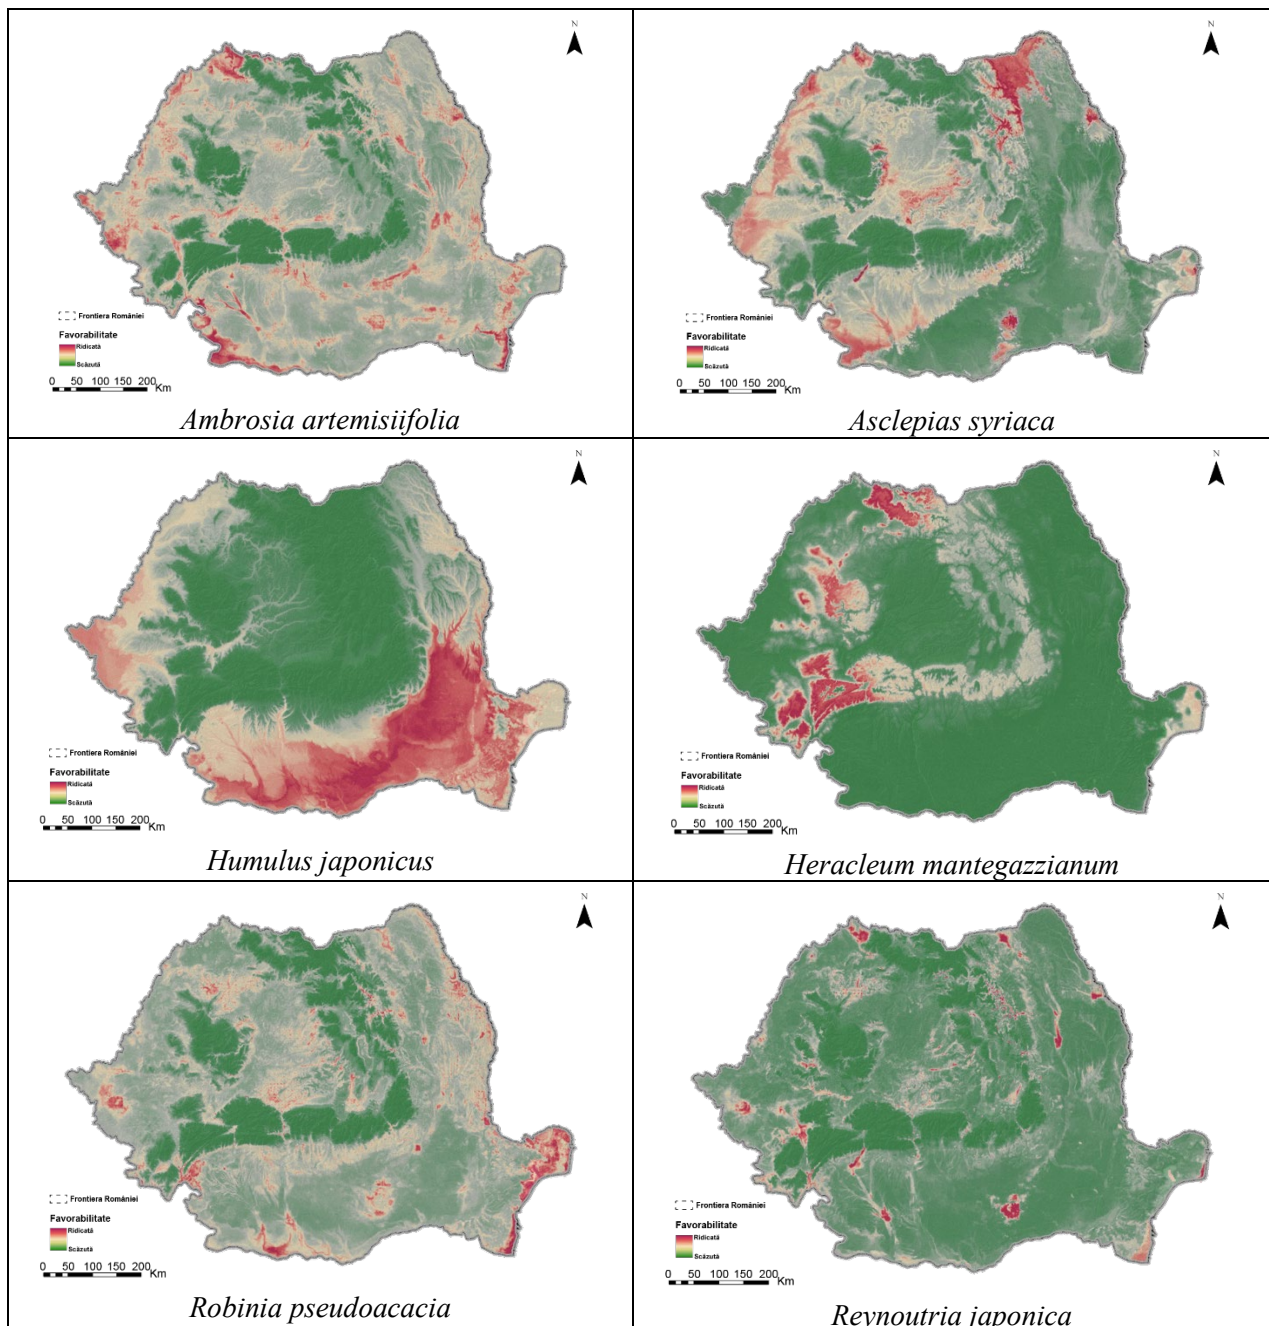 N
Frontiera României
Favorabilitate
Ridicată
Scăzută
0 50 100 150 200 Km
Ambrosia artemisiifolia
N
Frontiera României
Favorabilitate
Ridicată
Scăzută
0 50 100 150 200 Km
Asclepias syriaca
N
Frontiera României
Favorabilitate
Ridicată
Scăzută
0 50 100 150 200 Km
Humulus japonicus
N
Frontiera României
Favorabilitate
Ridicată
Scăzută
0 50 100 150 200 Km
Heracleum mantegazzianum
N
Frontiera României
Favorabilitate
Ridicată
Scăzută
0 50 100 150 200 Km
Robinia pseudoacacia
N
Frontiera României
Favorabilitate
Ridicată
Scăzută
0 50 100 150 200 Km
Reynoutria japonica